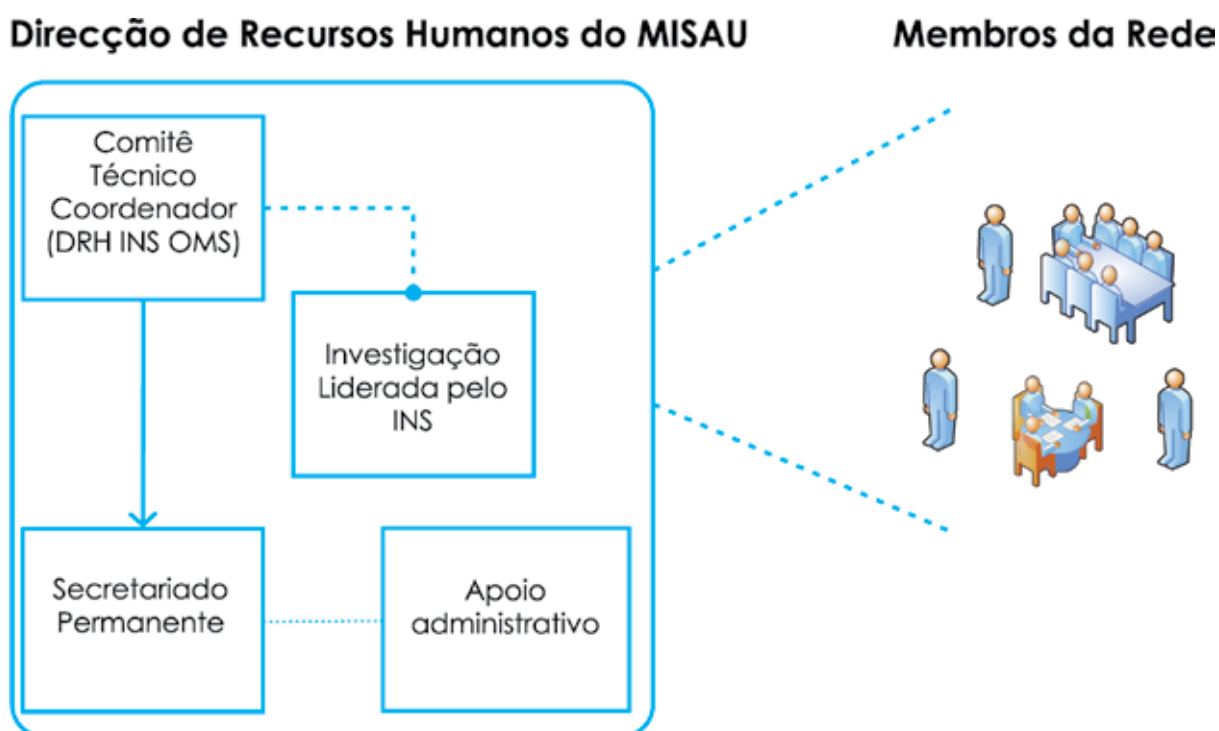 Direcção de Recursos Humanos do MISAU
Membros da Rede
Comitê
Técnico
Coordenador
(DRH INS OMS)
Investigação
Liderada pelo
INS
Secretariado
Permanente
Apoio
administrativo